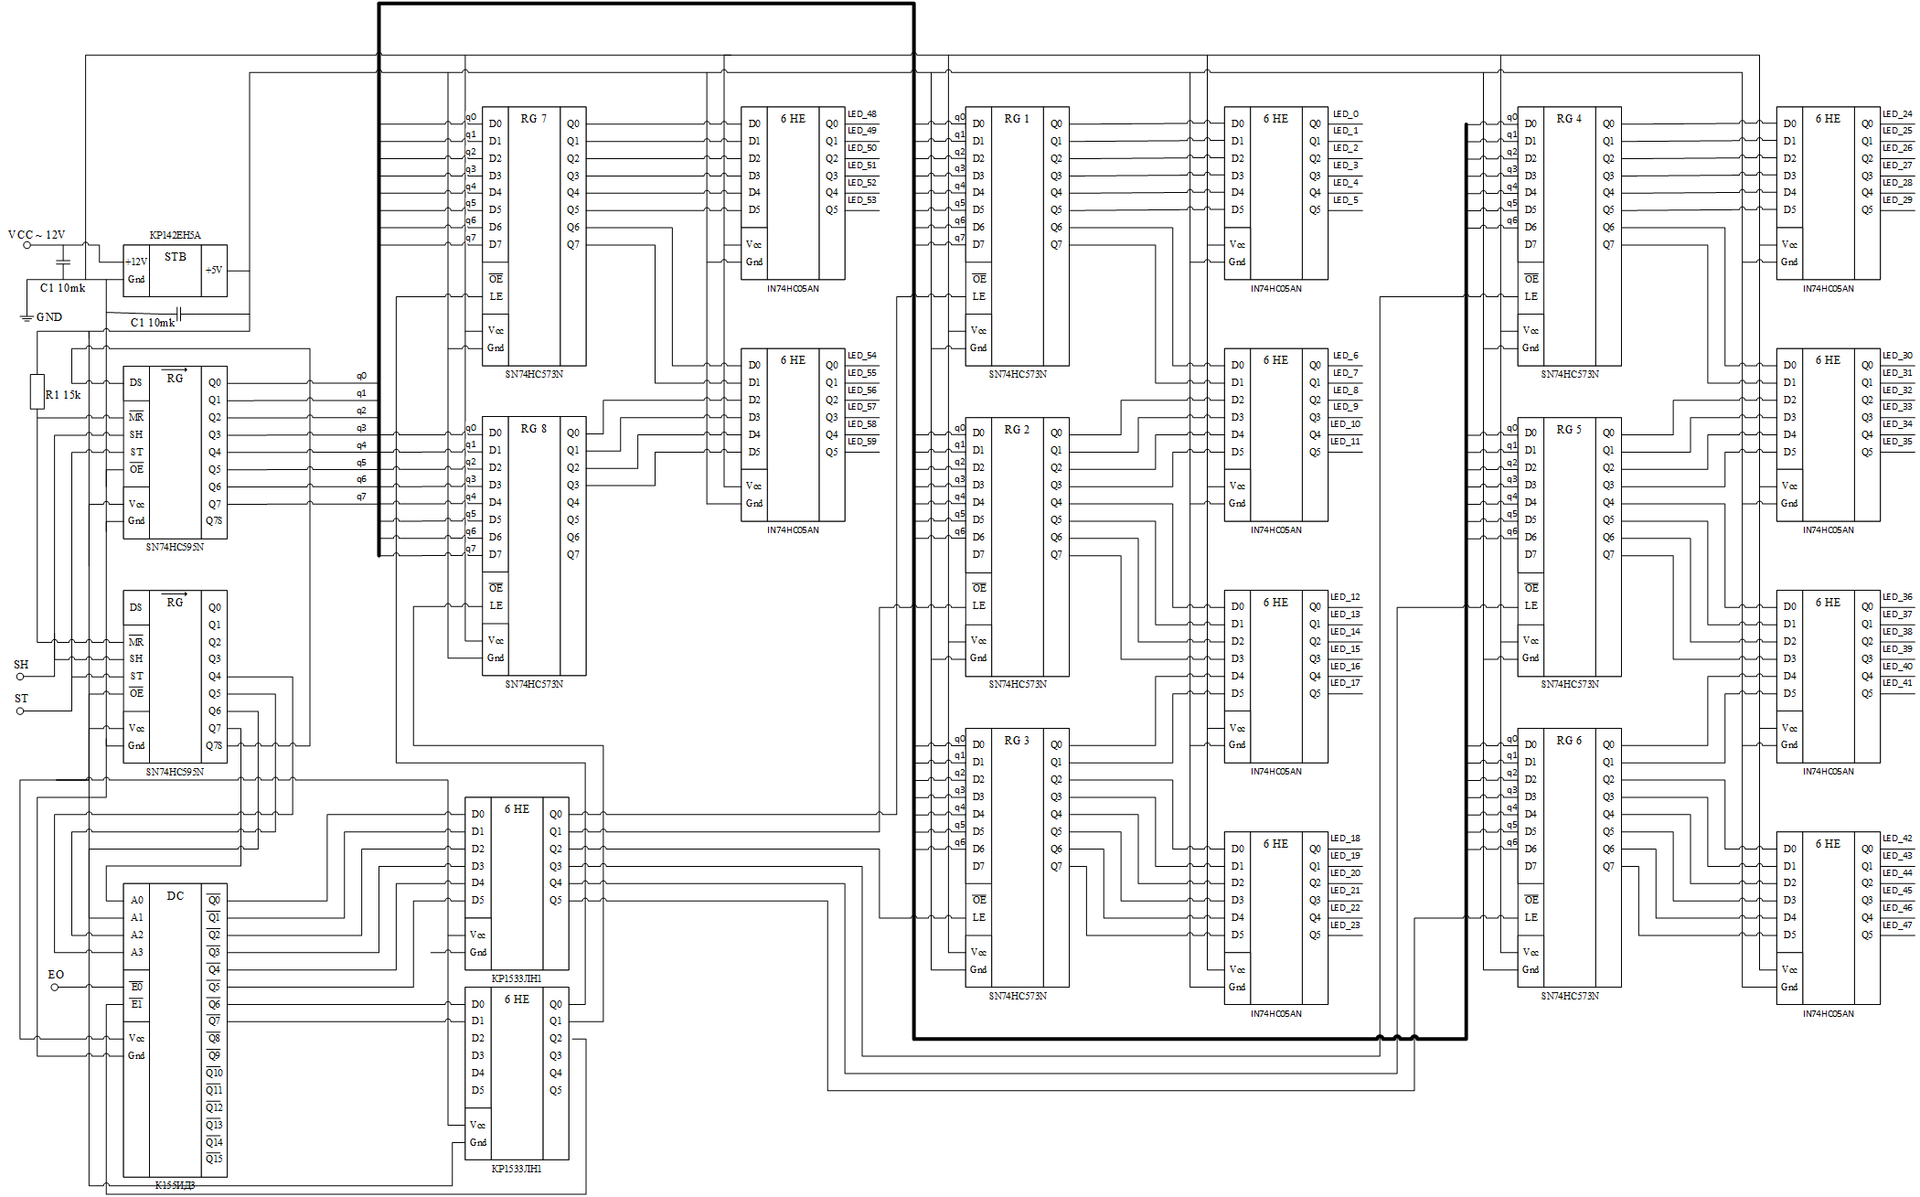 VCC ~ 12V
C1 10mk
GND
КР142ЕН5А
STB
+12V
Gnd
+5V
C1 10mk
R1 15k
RG
DS Q0
Q1
MR Q2
SH Q3
ST Q4
OE Q5
Q6
Vcc Q7
Gnd Q7S
SN74HC595N
q0
q1
q2
q3
q4
q5
q6
q7
RG
DS Q0
Q1
MR Q2
SH Q3
ST Q4
OE Q5
Q6
Vcc Q7
Gnd Q7S
SN74HC595N
SH
ST
DC
A0 Q0
A1 Q1
A2 Q2
A3 Q3
Q4
E0 Q5
E1 Q6
Q7
Vcc Q8
Gnd Q9
Q10
Q11
Q12
Q13
Q14
Q15
К155ИД3
EO
RG 7
q0 D0 Q0
q1 D1 Q1
q2 D2 Q2
q3 D3 Q3
q4 D4 Q4
q5 D5 Q5
q6 D6 Q6
q7 D7 Q7
OE
LE
Vcc
Gnd
SN74HC573N
RG 8
q0 D0 Q0
q1 D1 Q1
q2 D2 Q2
q3 D3 Q3
q4 D4 Q4
q5 D5 Q5
q6 D6 Q6
q7 D7 Q7
OE
LE
Vcc
Gnd
SN74HC573N
6 HE
D0 Q0
D1 Q1
D2 Q2
D3 Q3
D4 Q4
D5 Q5
Vcc
Gnd
КР1533ЛН1
6 HE
D0 Q0
D1 Q1
D2 Q2
D3 Q3
D4 Q4
D5 Q5
Vcc
Gnd
КР1533ЛН1
6 HE
D0 Q0 LED_48
D1 Q1 LED_49
D2 Q2 LED_50
D3 Q3 LED_51
D4 Q4 LED_52
D5 Q5 LED_53
Vcc
Gnd
IN74HC05AN
6 HE
D0 Q0 LED_54
D1 Q1 LED_55
D2 Q2 LED_56
D3 Q3 LED_57
D4 Q4 LED_58
D5 Q5 LED_59
Vcc
Gnd
IN74HC05AN
RG 1
q0 D0 Q0
q1 D1 Q1
q2 D2 Q2
q3 D3 Q3
q4 D4 Q4
q5 D5 Q5
q6 D6 Q6
q7 D7 Q7
OE
LE
Vcc
Gnd
SN74HC573N
RG 2
q0 D0 Q0
q1 D1 Q1
q2 D2 Q2
q3 D3 Q3
q4 D4 Q4
q5 D5 Q5
q6 D6 Q6
D7 Q7
OE
LE
Vcc
Gnd
SN74HC573N
RG 3
q0 D0 Q0
q1 D1 Q1
q2 D2 Q2
q3 D3 Q3
q4 D4 Q4
q5 D5 Q5
q6 D6 Q6
D7 Q7
OE
LE
Vcc
Gnd
SN74HC573N
6 HE
D0 Q0 LED_0
D1 Q1 LED_1
D2 Q2 LED_2
D3 Q3 LED_3
D4 Q4 LED_4
D5 Q5 LED_5
Vcc
Gnd
IN74HC05AN
6 HE
D0 Q0 LED_6
D1 Q1 LED_7
D2 Q2 LED_8
D3 Q3 LED_9
D4 Q4 LED_10
D5 Q5 LED_11
Vcc
Gnd
IN74HC05AN
6 HE
D0 Q0 LED_12
D1 Q1 LED_13
D2 Q2 LED_14
D3 Q3 LED_15
D4 Q4 LED_16
D5 Q5 LED_17
Vcc
Gnd
IN74HC05AN
6 HE
D0 Q0 LED_18
D1 Q1 LED_19
D2 Q2 LED_20
D3 Q3 LED_21
D4 Q4 LED_22
D5 Q5 LED_23
Vcc
Gnd
IN74HC05AN
RG 4
q0 D0 Q0
q1 D1 Q1
q2 D2 Q2
q3 D3 Q3
q4 D4 Q4
q5 D5 Q5
q6 D6 Q6
D7 Q7
OE
LE
Vcc
Gnd
SN74HC573N
RG 5
q0 D0 Q0
q1 D1 Q1
q2 D2 Q2
q3 D3 Q3
q4 D4 Q4
q5 D5 Q5
q6 D6 Q6
D7 Q7
OE
LE
Vcc
Gnd
SN74HC573N
RG 6
q0 D0 Q0
q1 D1 Q1
q2 D2 Q2
q3 D3 Q3
q4 D4 Q4
q5 D5 Q5
q6 D6 Q6
D7 Q7
OE
LE
Vcc
Gnd
SN74HC573N
6 HE
D0 Q0 LED_24
D1 Q1 LED_25
D2 Q2 LED_26
D3 Q3 LED_27
D4 Q4 LED_28
D5 Q5 LED_29
Vcc
Gnd
IN74HC05AN
6 HE
D0 Q0 LED_30
D1 Q1 LED_31
D2 Q2 LED_32
D3 Q3 LED_33
D4 Q4 LED_34
D5 Q5 LED_35
Vcc
Gnd
IN74HC05AN
6 HE
D0 Q0 LED_36
D1 Q1 LED_37
D2 Q2 LED_38
D3 Q3 LED_39
D4 Q4 LED_40
D5 Q5 LED_41
Vcc
Gnd
IN74HC05AN
6 HE
D0 Q0 LED_42
D1 Q1 LED_43
D2 Q2 LED_44
D3 Q3 LED_45
D4 Q4 LED_46
D5 Q5 LED_47
Vcc
Gnd
IN74HC05AN